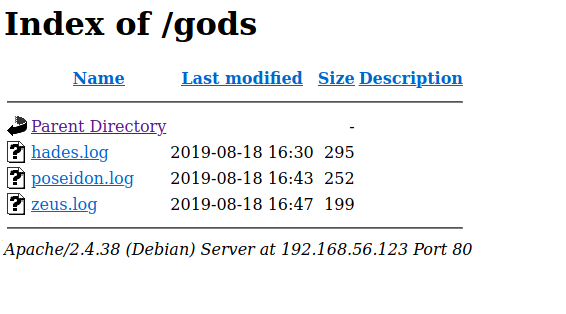 Index of /gods
Name Last modified Size Description
Parent Directory -
hades.log 2019-08-18 16:30 295
poseidon.log 2019-08-18 16:43 252
zeus.log 2019-08-18 16:47 199
Apache/2.4.38 (Debian) Server at 192.168.56.123 Port 80